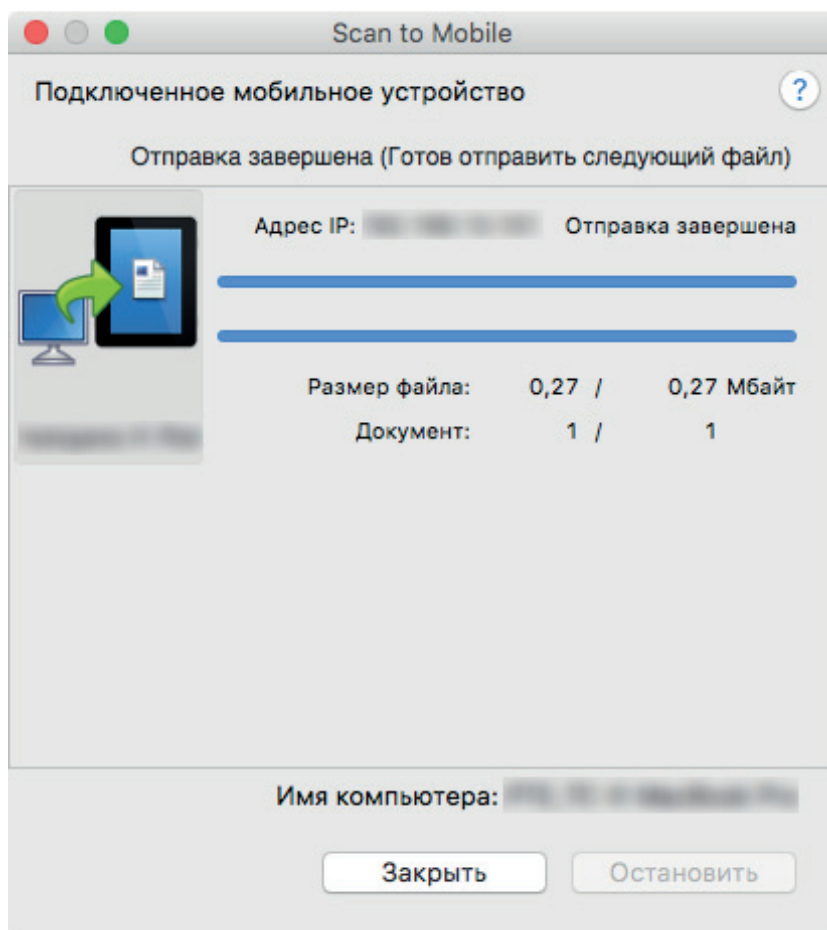 Scan to Mobile
Подключенное мобильное устройство ?
Отправка завершена (Готов отправить следующий файл)
Адрес IP: Отправка завершена
Размер файла: 0,27 / 0,27 Мбайт
Документ: 1 / 1
Имя компьютера:
Закрыть Остановить